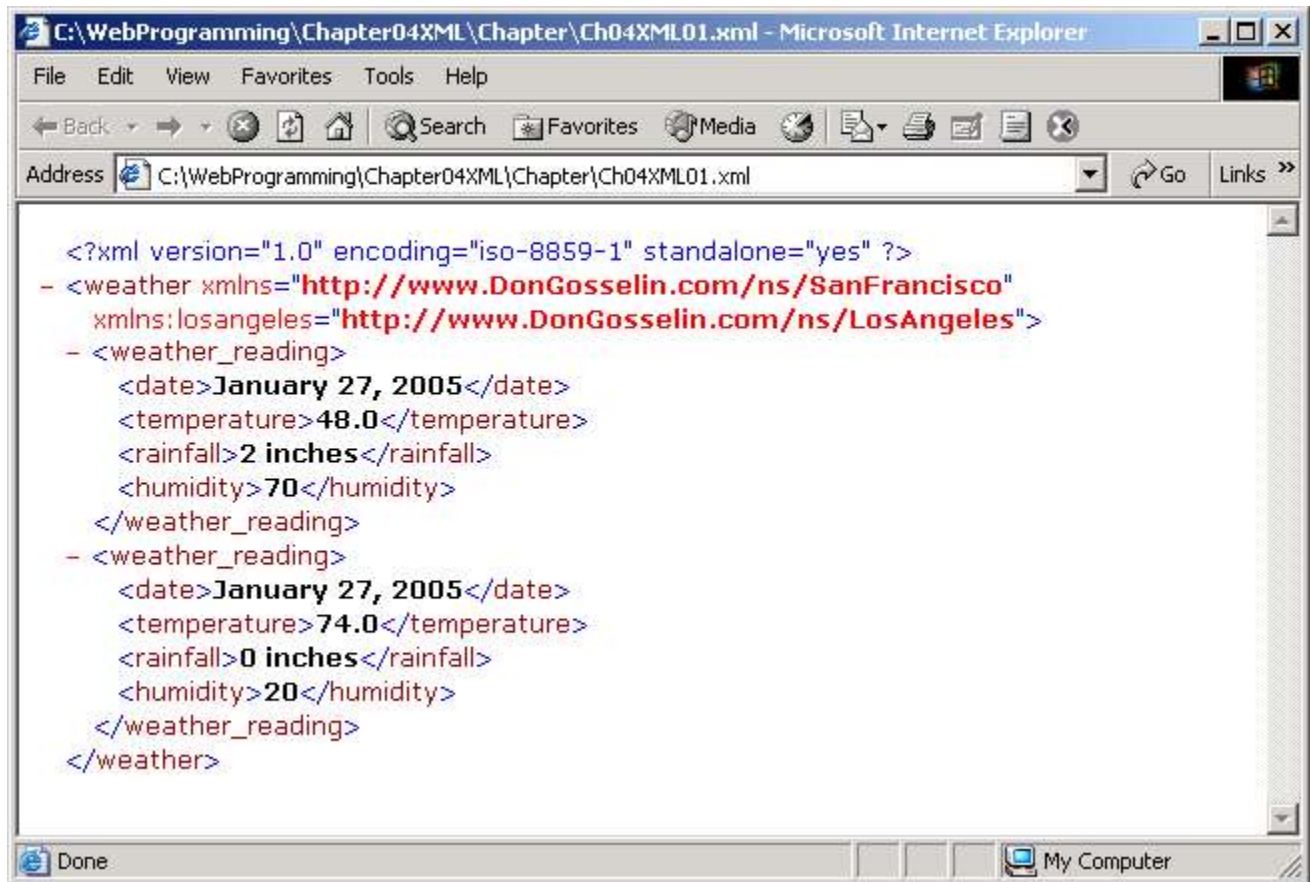 C:\WebProgramming\Chapter04XML\Chapter\Ch04XML01.xml - Microsoft Internet Explorer
File Edit View Favorites Tools Help
Back Search Favorites Media
Address C:\WebProgramming\Chapter04XML\Chapter\Ch04XML01.xml Go Links »
<?xml version="1.0" encoding="iso-8859-1" standalone="yes" ?>
- <weather xmlns="http://www.DonGosselin.com/ns/SanFrancisco"
xmlns:losangeles="http://www.DonGosselin.com/ns/LosAngeles">
- <weather_reading>
<date>January 27, 2005</date>
<temperature>48.0</temperature>
<rainfall>2 inches</rainfall>
<humidity>70</humidity>
</weather_reading>
- <weather_reading>
<date>January 27, 2005</date>
<temperature>74.0</temperature>
<rainfall>0 inches</rainfall>
<humidity>20</humidity>
</weather_reading>
</weather>
Done My Computer